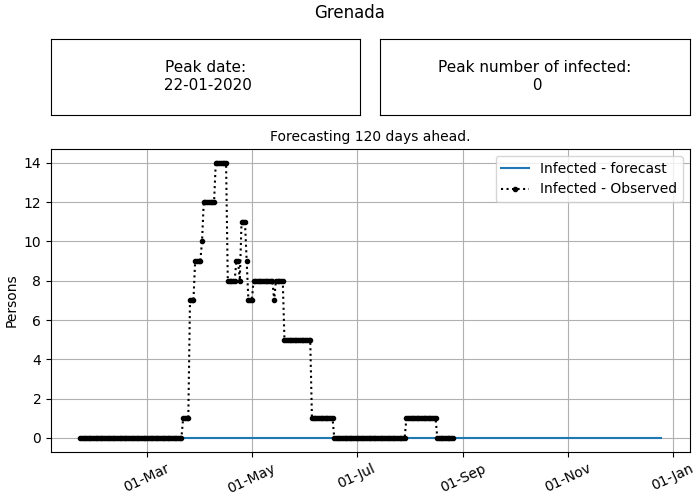 Grenada
Peak date:
22-01-2020
Peak number of infected:
0
Forecasting 120 days ahead.
Infected - forecast
Infected - Observed
Persons
14
12
10
8
6
4
2
0
01-Mar
01-May
01-Jul
01-Sep
01-Nov
01-Jan